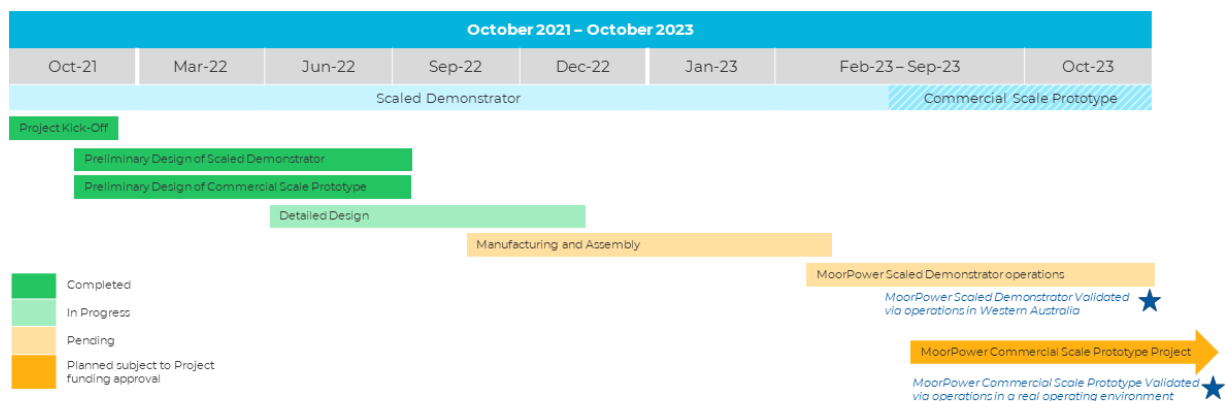 October 2021 – October 2023
Oct-21 Mar-22 Jun-22 Sep-22 Dec-22 Jan-23 Feb-23 – Sep-23 Oct-23
Scaled Demonstrator Commercial Scale Prototype
Project Kick-Off
Preliminary Design of Scaled Demonstrator
Preliminary Design of Commercial Scale Prototype
Detailed Design
Manufacturing and Assembly
MoorPower Scaled Demonstrator operations
MoorPower Scaled Demonstrator Validated
via operations in Western Australia
MoorPower Commercial Scale Prototype Project
MoorPower Commercial Scale Prototype Validated
via operations in a real operating environment
Completed
In Progress
Pending
Planned subject to Project
funding approval